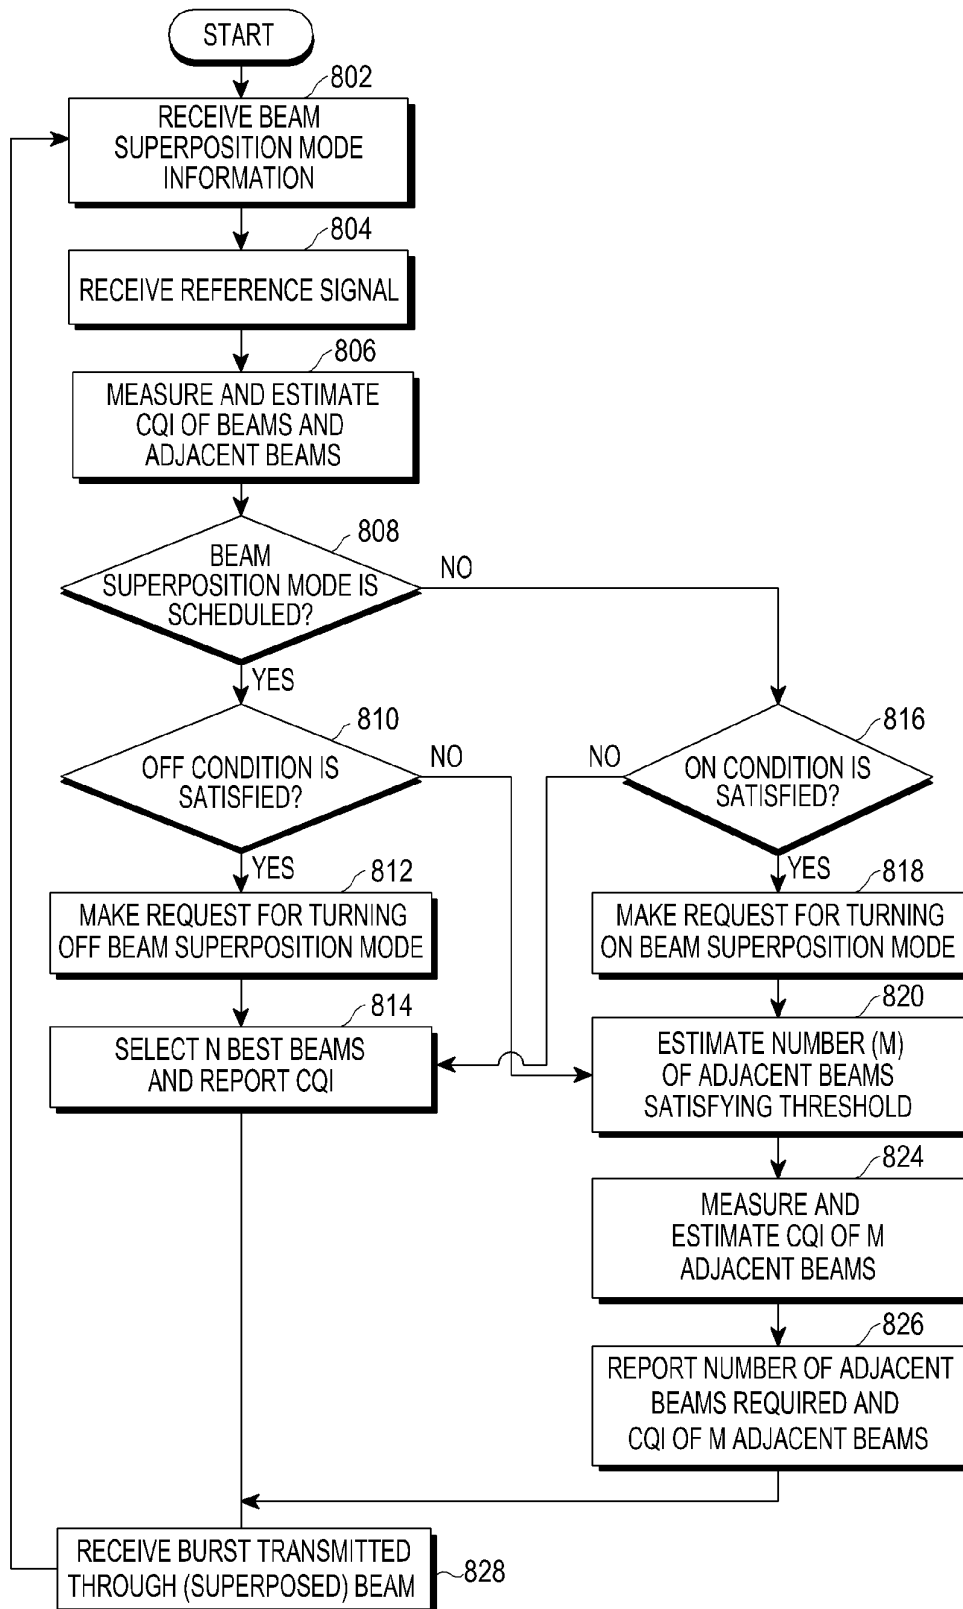 START
802
RECEIVE BEAM
SUPERPOSITION MODE
INFORMATION
804
RECEIVE REFERENCE SIGNAL
806
MEASURE AND ESTIMATE
CQI OF BEAMS AND
ADJACENT BEAMS
808
BEAM
SUPERPOSITION MODE IS
SCHEDULED?
NO
YES
810
OFF CONDITION IS
SATISFIED?
NO
YES
816
ON CONDITION IS
SATISFIED?
NO
YES
812
MAKE REQUEST FOR TURNING
OFF BEAM SUPERPOSITION MODE
818
MAKE REQUEST FOR TURNING
ON BEAM SUPERPOSITION MODE
814
SELECT N BEST BEAMS
AND REPORT CQI
820
ESTIMATE NUMBER (M)
OF ADJACENT BEAMS
SATISFYING THRESHOLD
824
MEASURE AND
ESTIMATE CQI OF M
ADJACENT BEAMS
826
REPORT NUMBER OF ADJACENT
BEAMS REQUIRED AND
CQI OF M ADJACENT BEAMS
RECEIVE BURST TRANSMITTED
THROUGH (SUPERPOSED) BEAM
828